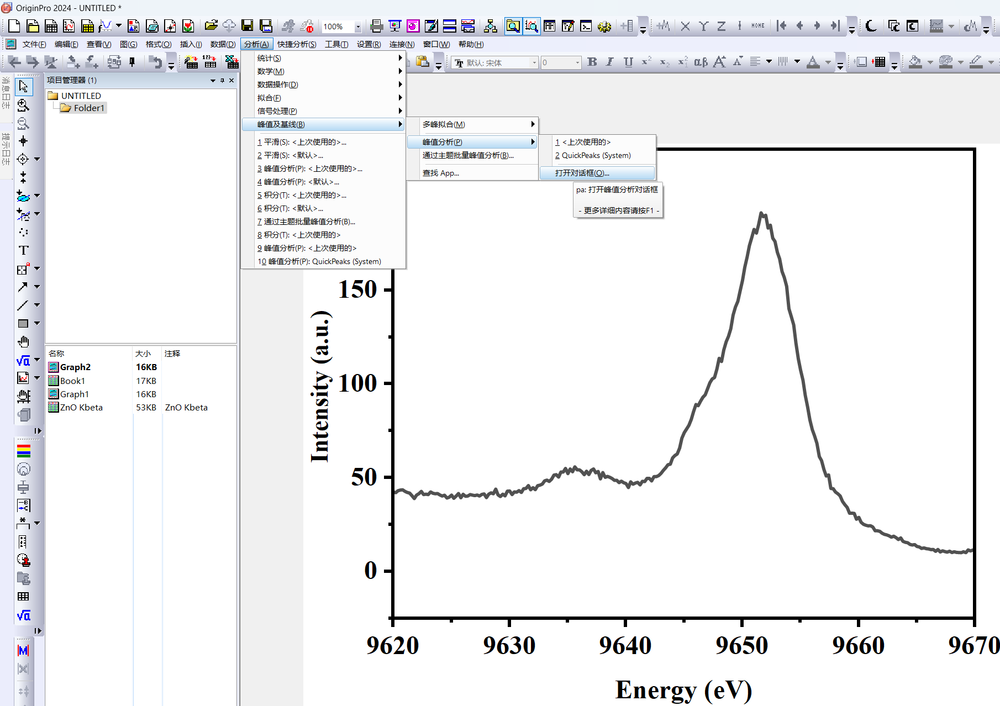 OriginPro 2024 - UNTITLED *
100%
HOME
文件(F) 编辑(E) 查看(V) 图(G) 格式(O) 插入(I) 数据(D) 分析(A) 快捷分析(S) 工具(T) 设置(R) 连接(N) 窗口(W) 帮助(H)
默认: 宋体 0 B I U αβ A
消息日志
提示日志
项目管理器 (1)
UNTITLED
Folder1
名称 大小 注释
Graph2 16KB
Book1 17KB
Graph1 16KB
ZnO Kbeta 53KB ZnO Kbeta
统计(S)
数学(M)
数据操作(D)
拟合(F)
信号处理(P)
峰值及基线(B)
1 平滑(S): <上次使用的>...
2 平滑(S): <默认>...
3 峰值分析(P): <上次使用的>...
4 峰值分析(P): <默认>...
5 积分(T): <上次使用的>...
6 积分(T): <默认>...
7 通过主题批量峰值分析(B)...
8 积分(T): <上次使用的>
9 峰值分析(P): <上次使用的>
10 峰值分析(P): QuickPeaks (System)
多峰拟合(M)
峰值分析(P)
通过主题批量峰值分析(B)...
查找 App...
1 <上次使用的>
2 QuickPeaks (System)
打开对话框(O)...
pa: 打开峰值分析对话框
- 更多详细内容请按F1 -
150
100
50
0
Intensity (a.u.)
9620 9630 9640 9650 9660 9670
Energy (eV)